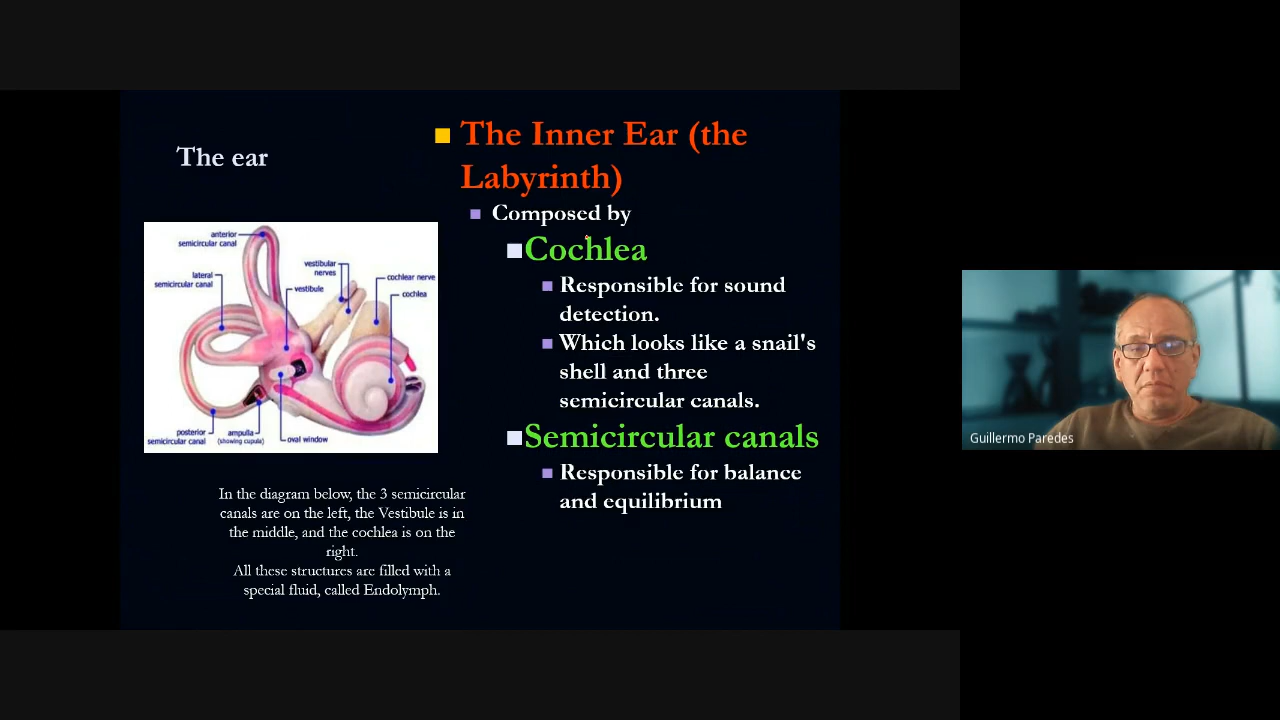 The ear
The Inner Ear (the
Labyrinth)
Composed by
Cochlea
Responsible for sound
detection.
Which looks like a snail's
shell and three
semicircular canals.
Semicircular canals
Responsible for balance
and equilibrium
anterior
semicircular canal
lateral
semicircular canal
vestibular
nerves
vestibule
cochlear nerve
cochlea
posterior
semicircular canal
ampulla
(showing cupula)
oval window
In the diagram below, the 3 semicircular
canals are on the left, the Vestibule is in
the middle, and the cochlea is on the
right.
All these structures are filled with a
special fluid, called Endolymph.
Guillermo Paredes